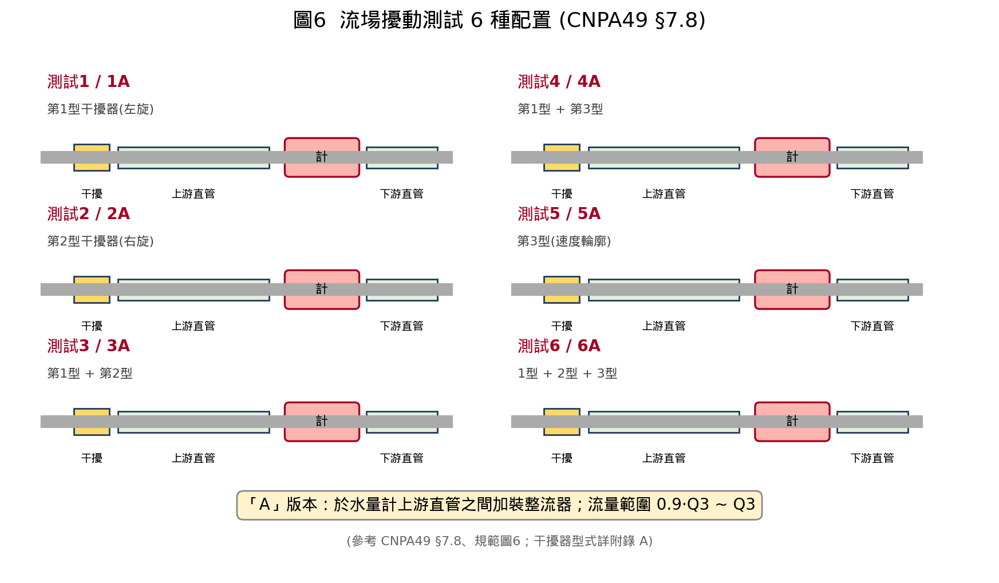 圖6 流場擾動測試 6 種配置 (CNPA49 §7.8)
測試1 / 1A
第1型干擾器(左旋)
計
干擾 上游直管 下游直管
測試2 / 2A
第2型干擾器(右旋)
計
干擾 上游直管 下游直管
測試3 / 3A
第1型 + 第2型
計
干擾 上游直管 下游直管
測試4 / 4A
第1型 + 第3型
計
干擾 上游直管 下游直管
測試5 / 5A
第3型(速度輪廓)
計
干擾 上游直管 下游直管
測試6 / 6A
1型 + 2型 + 3型
計
干擾 上游直管 下游直管
「A」版本：於水量計上游直管之間加裝整流器；流量範圍 0.9·Q3 ~ Q3
(參考 CNPA49 §7.8、規範圖6；干擾器型式詳附錄 A)